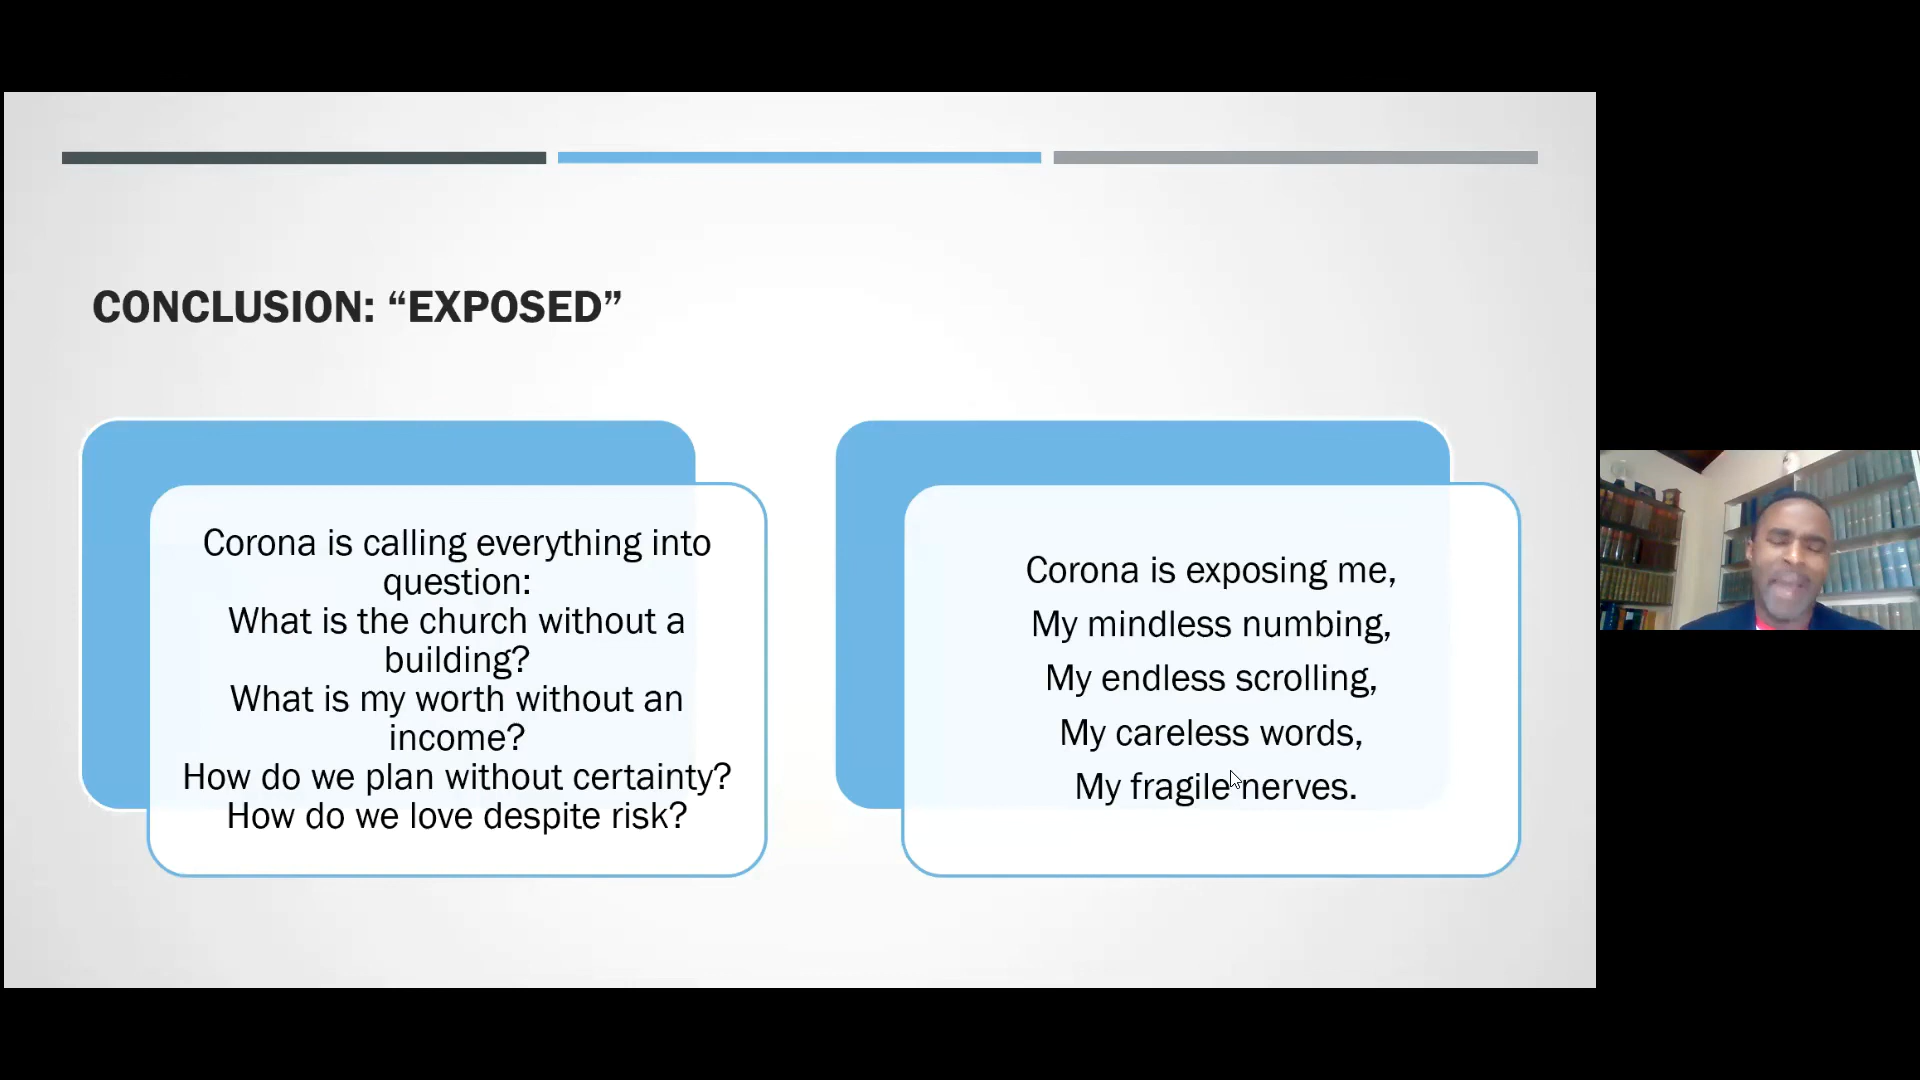 CONCLUSION: “EXPOSED”
Corona is calling everything into
question:
What is the church without a
building?
What is my worth without an
income?
How do we plan without certainty?
How do we love despite risk?
Corona is exposing me,
My mindless numbing,
My endless scrolling,
My careless words,
My fragile nerves.